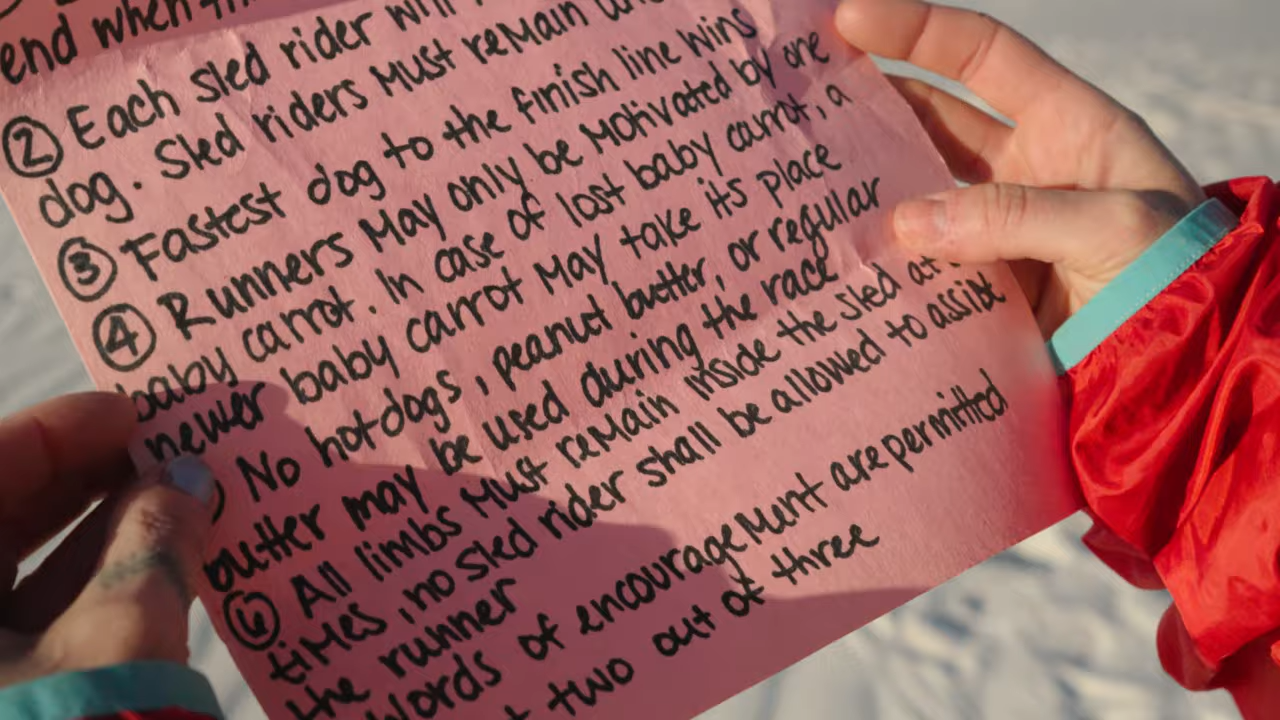 end when
② Each sled rider will
dog. Sled riders Must reMain
③ Fastest dog to the finish line wins
④ Runners May only be Motivated by one
baby carrot. In case of lost baby carrot, a
newer baby carrot May take its place
No hotdogs, peanut butter, or regular
butter may be used during the race
⑥ All limbs Must reMain inside the sled at
tiMes, no sled rider shall be allowed to assist
the runner
Words of encourageMent are permitted
two out of three